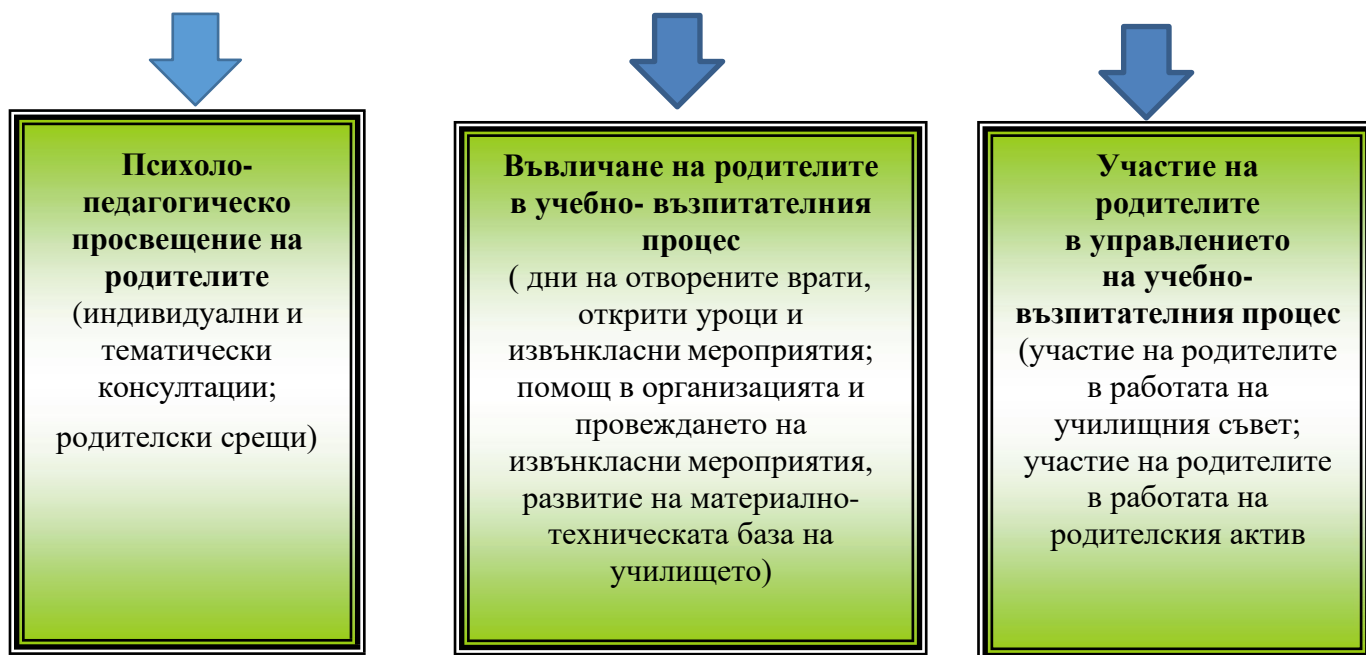 Психоло-
педагогическо
просвещение на
родителите
(индивидуални и
тематически
консултации;
родителски срещи)
Въвличане на родителите
в учебно- възпитателния
процес
( дни на отворените врати,
открити уроци и
извънкласни мероприятия;
помощ в организацията и
провеждането на
извънкласни мероприятия,
развитие на материално-
техническата база на
училището)
Участие на
родителите
в управлението
на учебно-
възпитателния процес
(участие на родителите
в работата на
училищния съвет;
участие на родителите
в работата на
родителския актив